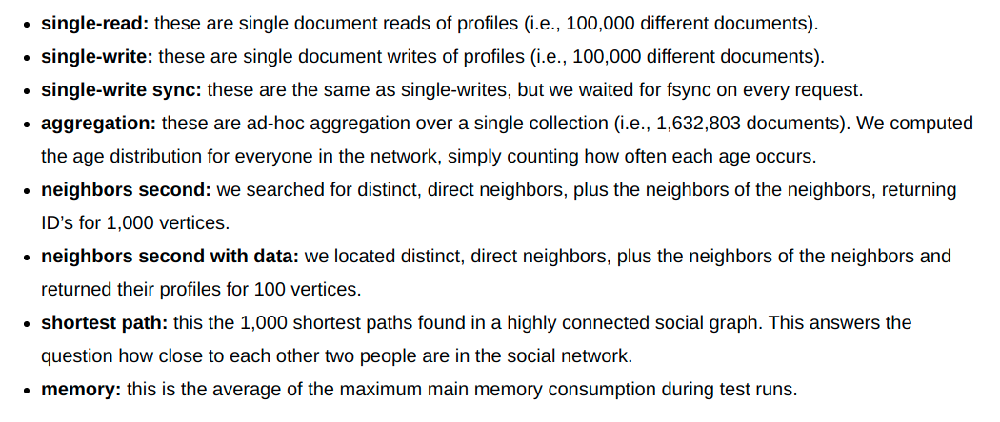 • single-read: these are single document reads of profiles (i.e., 100,000 different documents).
• single-write: these are single document writes of profiles (i.e., 100,000 different documents).
• single-write sync: these are the same as single-writes, but we waited for fsync on every request.
• aggregation: these are ad-hoc aggregation over a single collection (i.e., 1,632,803 documents). We computed
the age distribution for everyone in the network, simply counting how often each age occurs.
• neighbors second: we searched for distinct, direct neighbors, plus the neighbors of the neighbors, returning
ID’s for 1,000 vertices.
• neighbors second with data: we located distinct, direct neighbors, plus the neighbors of the neighbors and
returned their profiles for 100 vertices.
• shortest path: this the 1,000 shortest paths found in a highly connected social graph. This answers the
question how close to each other two people are in the social network.
• memory: this is the average of the maximum main memory consumption during test runs.